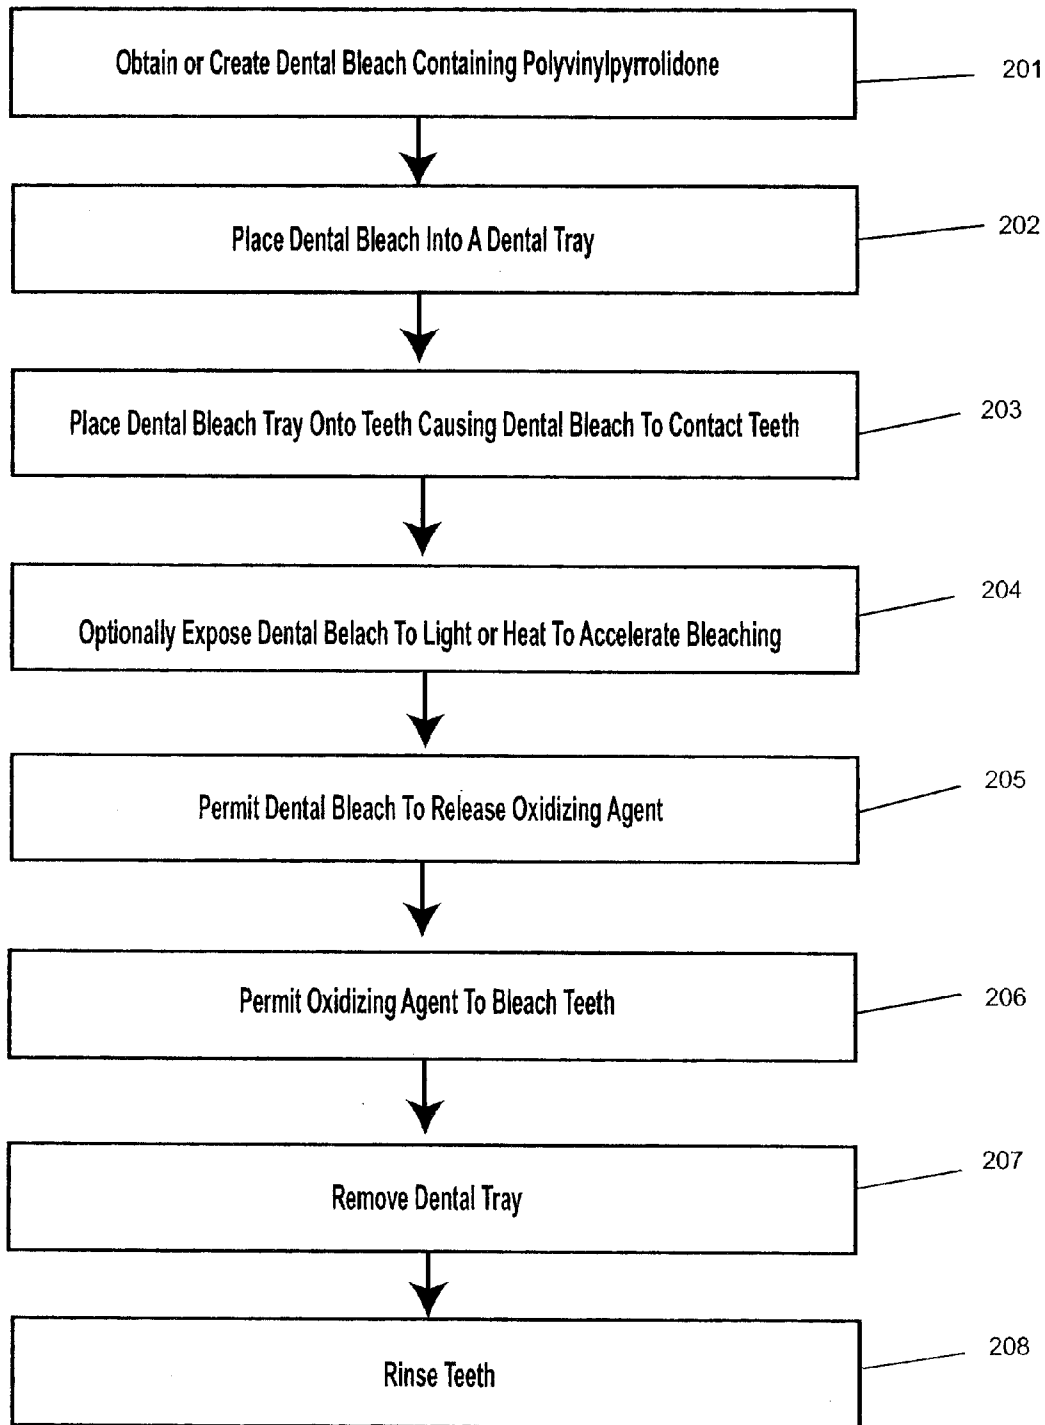 Obtain or Create Dental Bleach Containing Polyvinylpyrrolidone
201
Place Dental Bleach Into A Dental Tray
202
Place Dental Bleach Tray Onto Teeth Causing Dental Bleach To Contact Teeth
203
Optionally Expose Dental Belach To Light or Heat To Accelerate Bleaching
204
Permit Dental Bleach To Release Oxidizing Agent
205
Permit Oxidizing Agent To Bleach Teeth
206
Remove Dental Tray
207
Rinse Teeth
208